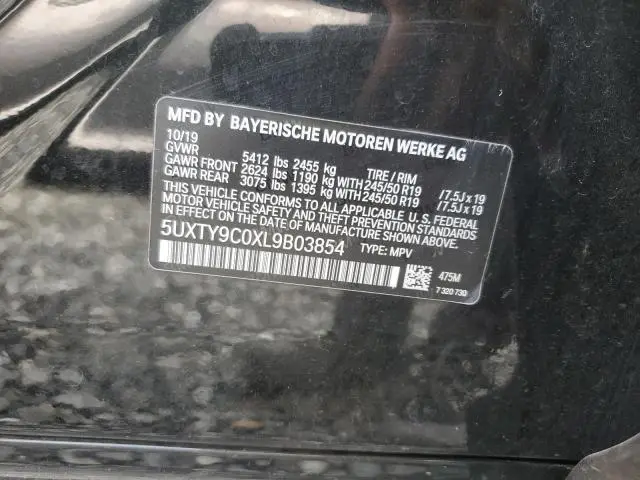 MFD BY BAYERISCHE MOTOREN WERKE AG
10/19
GVWR 5412 lbs 2455 kg TIRE / RIM
GAWR FRONT 2624 lbs 1190 kg WITH 245/50 R19 /7.5J x 19
GAWR REAR 3075 lbs 1395 kg WITH 245/50 R19 /7.5J x 19
THIS VEHICLE CONFORMS TO ALL APPLICABLE U. S. FEDERAL
MOTOR VEHICLE SAFETY AND THEFT PREVENTION STANDARDS
IN EFFECT ON THE DATE OF MANUFACTURE SHOWN ABOVE.
5UXTY9C0XL9B03854 TYPE: MPV
475M
7 320 730